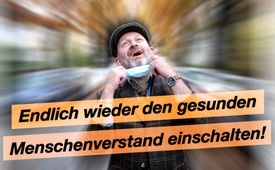 Endlich wieder den gesunden
Menschenverstand einschalten!